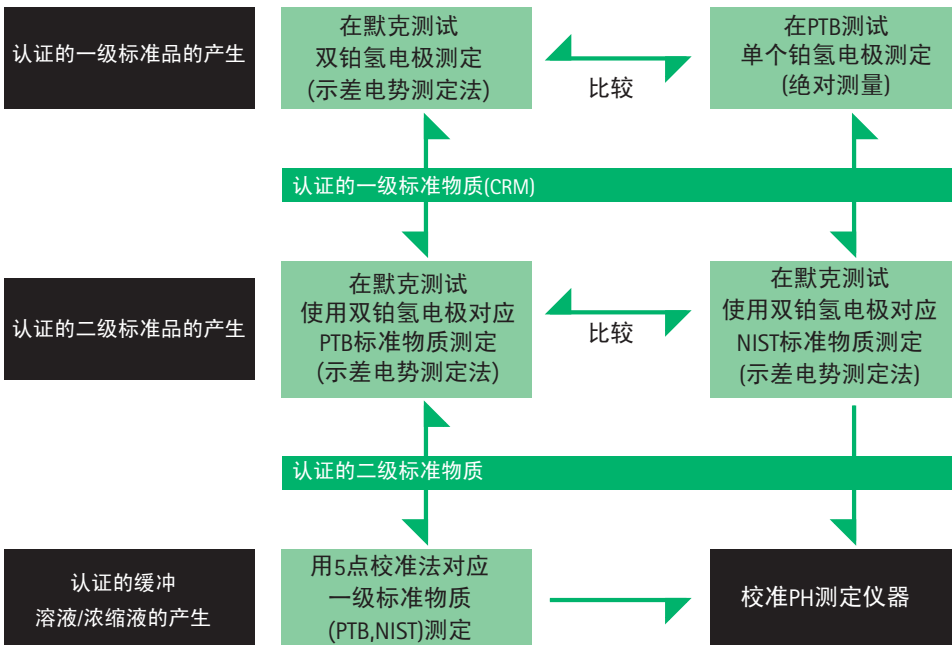 认证的一级标准品的产生
在默克测试
双铂氢电极测定
(示差电势测定法)
比较
在PTB测试
单个铂氢电极测定
(绝对测量)
认证的一级标准物质(CRM)
认证的二级标准品的产生
在默克测试
使用双铂氢电极对应
PTB标准物质测定
(示差电势测定法)
比较
在默克测试
使用双铂氢电极对应
NIST标准物质测定
(示差电势测定法)
认证的二级标准物质
认证的缓冲
溶液/浓缩液的产生
用5点校准法对应
一级标准物质
(PTB,NIST)测定
校准PH测定仪器